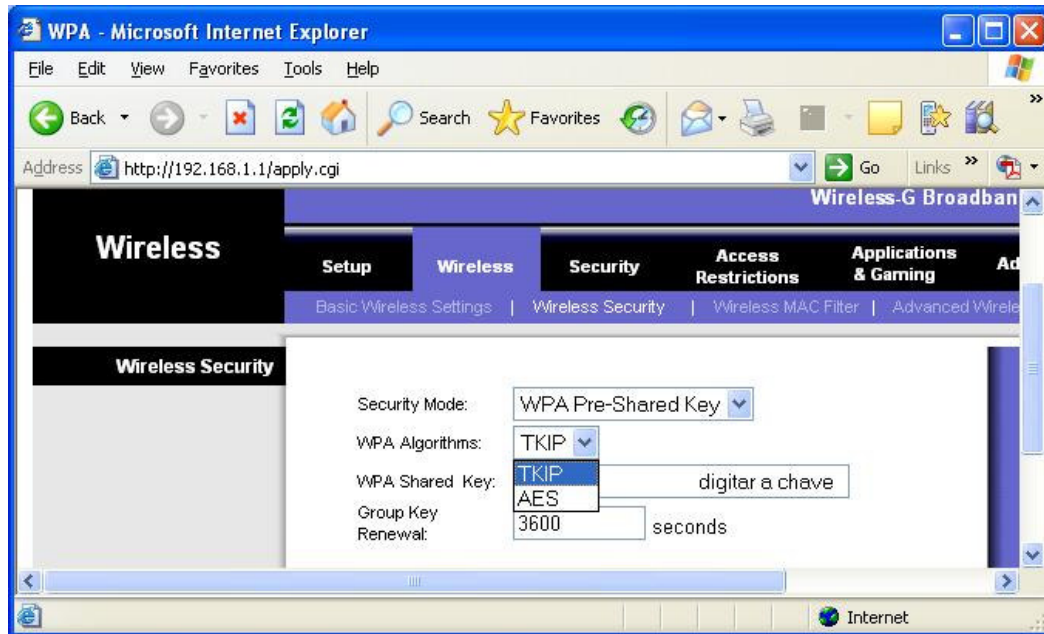 WPA - Microsoft Internet Explorer
File Edit View Favorites Tools Help
Back Search Favorites
Address http://192.168.1.1/apply.cgi Go Links
Wireless-G Broadban
Wireless
Setup Wireless Security Access Restrictions Applications & Gaming Ad
Basic Wireless Settings | Wireless Security | Wireless MAC Filter | Advanced Wirele
Wireless Security
Security Mode: WPA Pre-Shared Key
WPA Algorithms: TKIP
TKIP
AES
WPA Shared Key: digitar a chave
Group Key Renewal: 3600 seconds
Internet